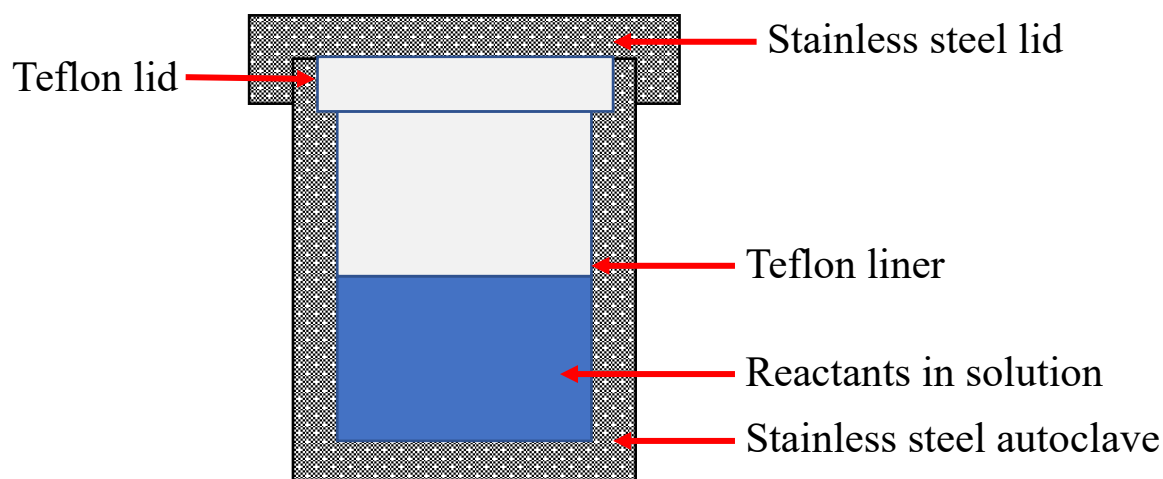 Stainless steel lid
Teflon lid
Teflon liner
Reactants in solution
Stainless steel autoclave